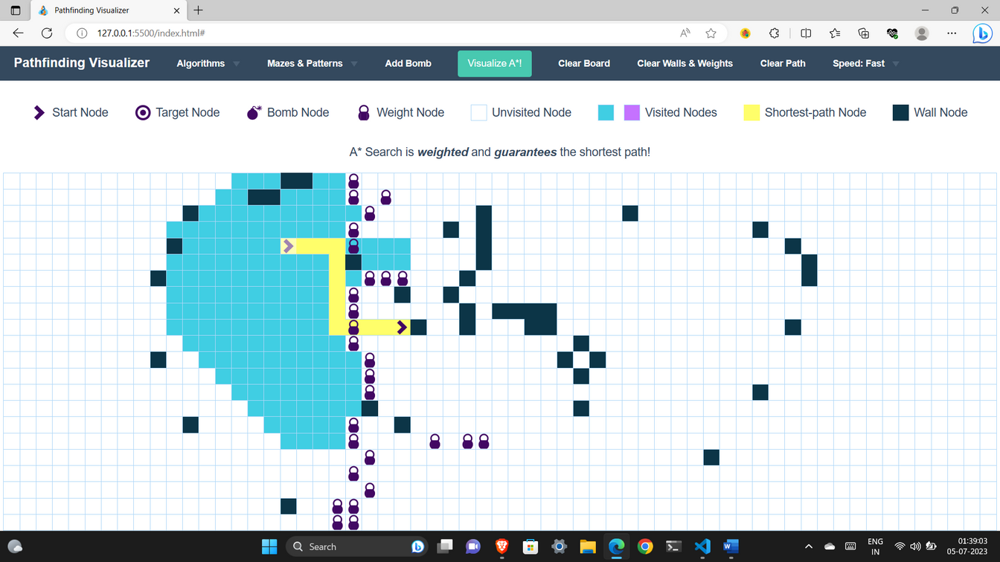 Pathfinding Visualizer
127.0.0.1:5500/index.html#
Pathfinding Visualizer Algorithms Mazes & Patterns Add Bomb Visualize A*! Clear Board Clear Walls & Weights Clear Path Speed: Fast
Start Node Target Node Bomb Node Weight Node Unvisited Node Visited Nodes Shortest-path Node Wall Node
A* Search is weighted and guarantees the shortest path!
Search ENG IN 01:39:03 05-07-2023